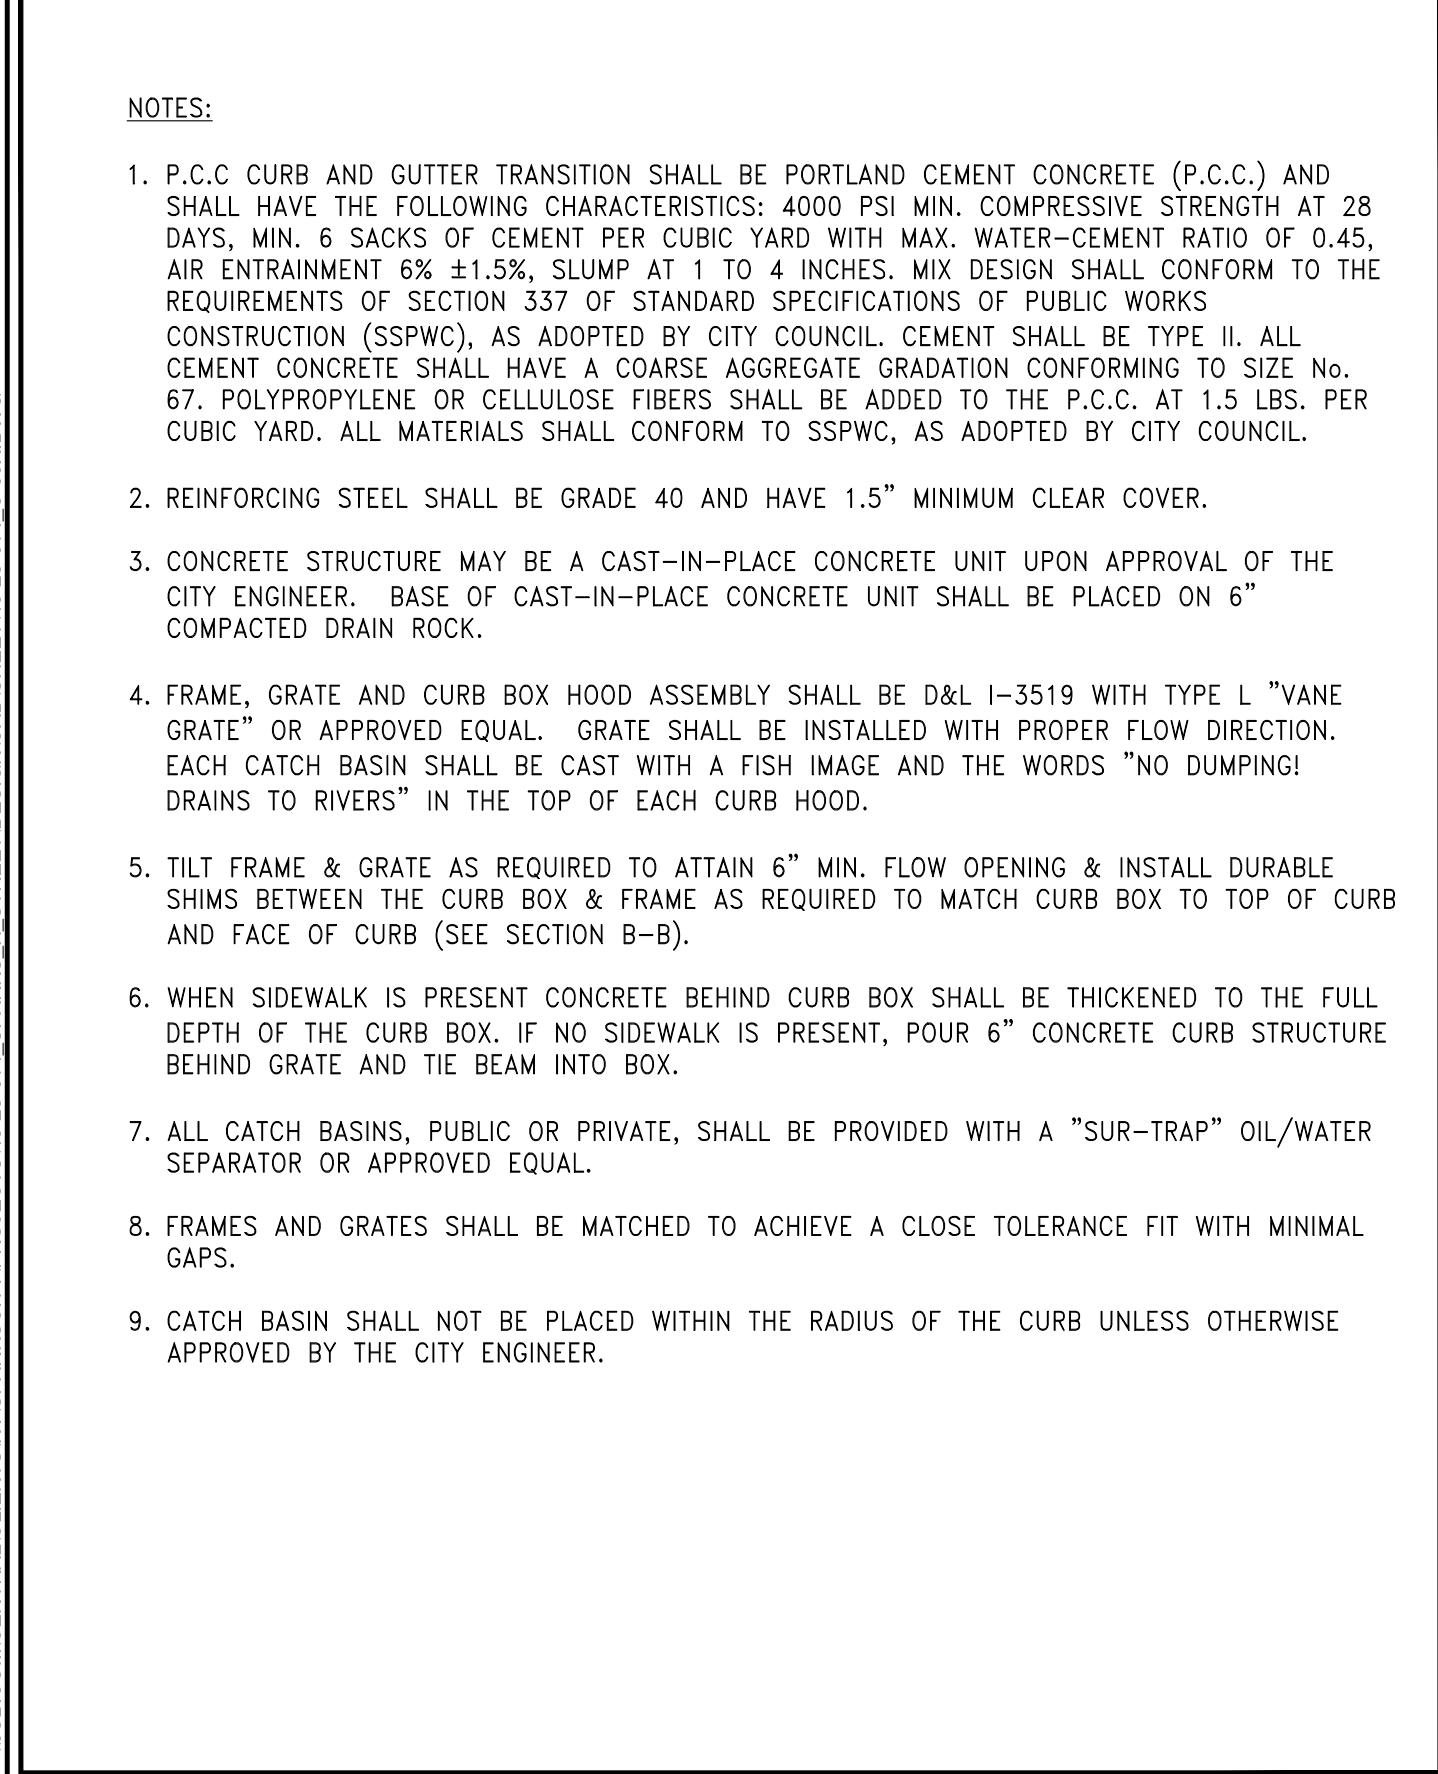 NOTES:
1. P.C.C CURB AND GUTTER TRANSITION SHALL BE PORTLAND CEMENT CONCRETE (P.C.C.) AND
SHALL HAVE THE FOLLOWING CHARACTERISTICS: 4000 PSI MIN. COMPRESSIVE STRENGTH AT 28
DAYS, MIN. 6 SACKS OF CEMENT PER CUBIC YARD WITH MAX. WATER-CEMENT RATIO OF 0.45,
AIR ENTRAINMENT 6% ±1.5%, SLUMP AT 1 TO 4 INCHES. MIX DESIGN SHALL CONFORM TO THE
REQUIREMENTS OF SECTION 337 OF STANDARD SPECIFICATIONS OF PUBLIC WORKS
CONSTRUCTION (SSPWC), AS ADOPTED BY CITY COUNCIL. CEMENT SHALL BE TYPE II. ALL
CEMENT CONCRETE SHALL HAVE A COARSE AGGREGATE GRADATION CONFORMING TO SIZE No.
67. POLYPROPYLENE OR CELLULOSE FIBERS SHALL BE ADDED TO THE P.C.C. AT 1.5 LBS. PER
CUBIC YARD. ALL MATERIALS SHALL CONFORM TO SSPWC, AS ADOPTED BY CITY COUNCIL.
2. REINFORCING STEEL SHALL BE GRADE 40 AND HAVE 1.5” MINIMUM CLEAR COVER.
3. CONCRETE STRUCTURE MAY BE A CAST-IN-PLACE CONCRETE UNIT UPON APPROVAL OF THE
CITY ENGINEER. BASE OF CAST-IN-PLACE CONCRETE UNIT SHALL BE PLACED ON 6”
COMPACTED DRAIN ROCK.
4. FRAME, GRATE AND CURB BOX HOOD ASSEMBLY SHALL BE D&L I-3519 WITH TYPE L ”VANE
GRATE” OR APPROVED EQUAL. GRATE SHALL BE INSTALLED WITH PROPER FLOW DIRECTION.
EACH CATCH BASIN SHALL BE CAST WITH A FISH IMAGE AND THE WORDS ”NO DUMPING!
DRAINS TO RIVERS” IN THE TOP OF EACH CURB HOOD.
5. TILT FRAME & GRATE AS REQUIRED TO ATTAIN 6” MIN. FLOW OPENING & INSTALL DURABLE
SHIMS BETWEEN THE CURB BOX & FRAME AS REQUIRED TO MATCH CURB BOX TO TOP OF CURB
AND FACE OF CURB (SEE SECTION B-B).
6. WHEN SIDEWALK IS PRESENT CONCRETE BEHIND CURB BOX SHALL BE THICKENED TO THE FULL
DEPTH OF THE CURB BOX. IF NO SIDEWALK IS PRESENT, POUR 6” CONCRETE CURB STRUCTURE
BEHIND GRATE AND TIE BEAM INTO BOX.
7. ALL CATCH BASINS, PUBLIC OR PRIVATE, SHALL BE PROVIDED WITH A ”SUR-TRAP” OIL/WATER
SEPARATOR OR APPROVED EQUAL.
8. FRAMES AND GRATES SHALL BE MATCHED TO ACHIEVE A CLOSE TOLERANCE FIT WITH MINIMAL
GAPS.
9. CATCH BASIN SHALL NOT BE PLACED WITHIN THE RADIUS OF THE CURB UNLESS OTHERWISE
APPROVED BY THE CITY ENGINEER.